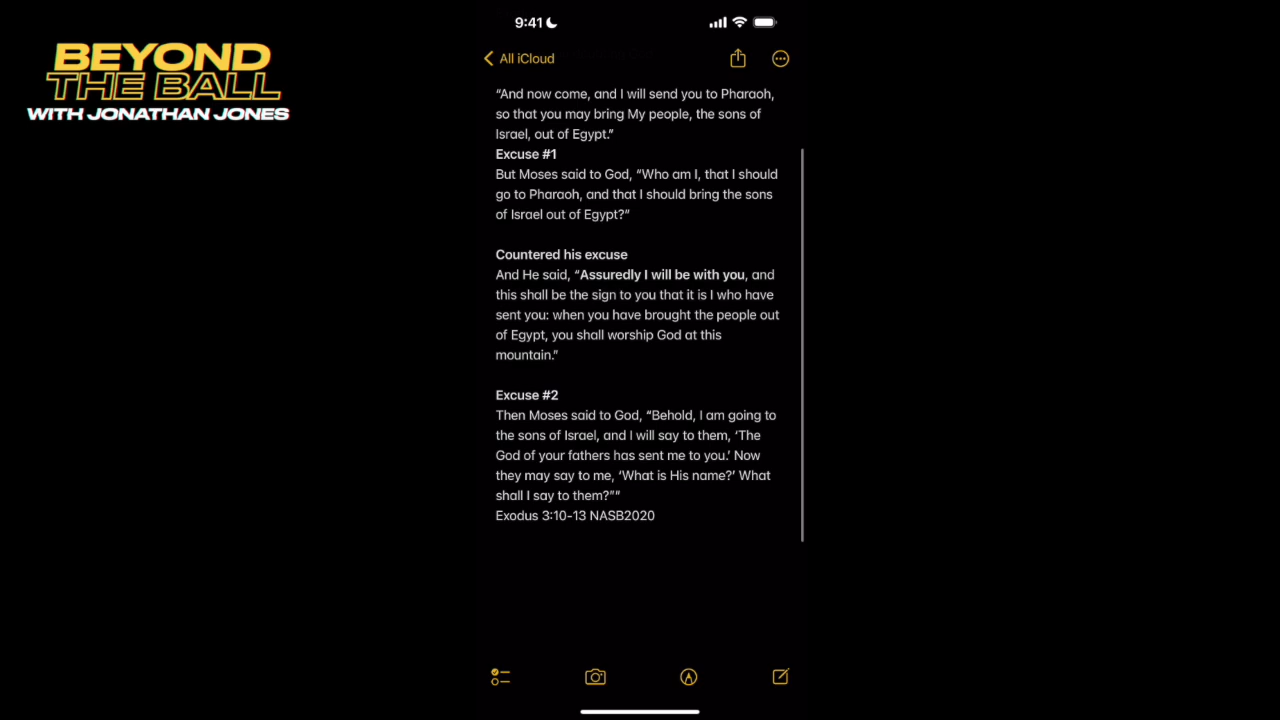 BEYOND
THE BALL
WITH JONATHAN JONES
9:41
All iCloud
“And now come, and I will send you to Pharaoh,
so that you may bring My people, the sons of
Israel, out of Egypt.”
Excuse #1
But Moses said to God, “Who am I, that I should
go to Pharaoh, and that I should bring the sons
of Israel out of Egypt?”
Countered his excuse
And He said, “Assuredly I will be with you, and
this shall be the sign to you that it is I who have
sent you: when you have brought the people out
of Egypt, you shall worship God at this
mountain.”
Excuse #2
Then Moses said to God, “Behold, I am going to
the sons of Israel, and I will say to them, ‘The
God of your fathers has sent me to you.’ Now
they may say to me, ‘What is His name?’ What
shall I say to them?””
Exodus 3:10-13 NASB2020